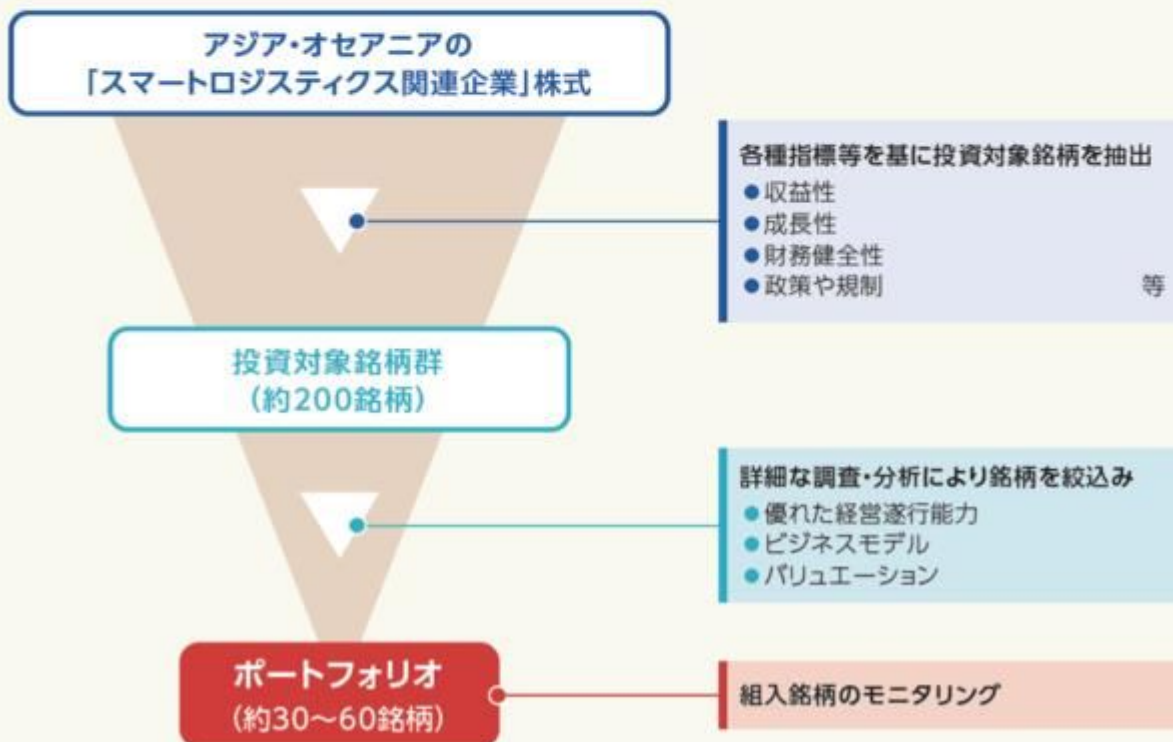 アジア・オセアニアの
「スマートロジスティクス関連企業」株式
各種指標等を基に投資対象銘柄を抽出
●収益性
●成長性
●財務健全性
●政策や規制 等
投資対象銘柄群
(約200銘柄)
詳細な調査・分析により銘柄を絞込み
●優れた経営遂行能力
●ビジネスモデル
●バリュエーション
ポートフォリオ
(約30～60銘柄)
組入銘柄のモニタリング